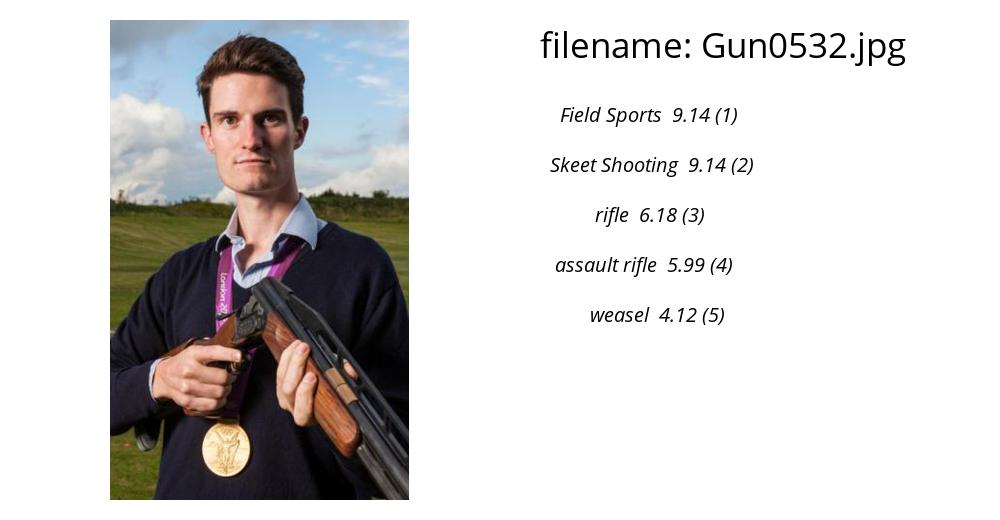 filename: Gun0532.jpg
Field Sports 9.14 (1)
Skeet Shooting 9.14 (2)
rifle 6.18 (3)
assault rifle 5.99 (4)
weasel 4.12 (5)
London 20